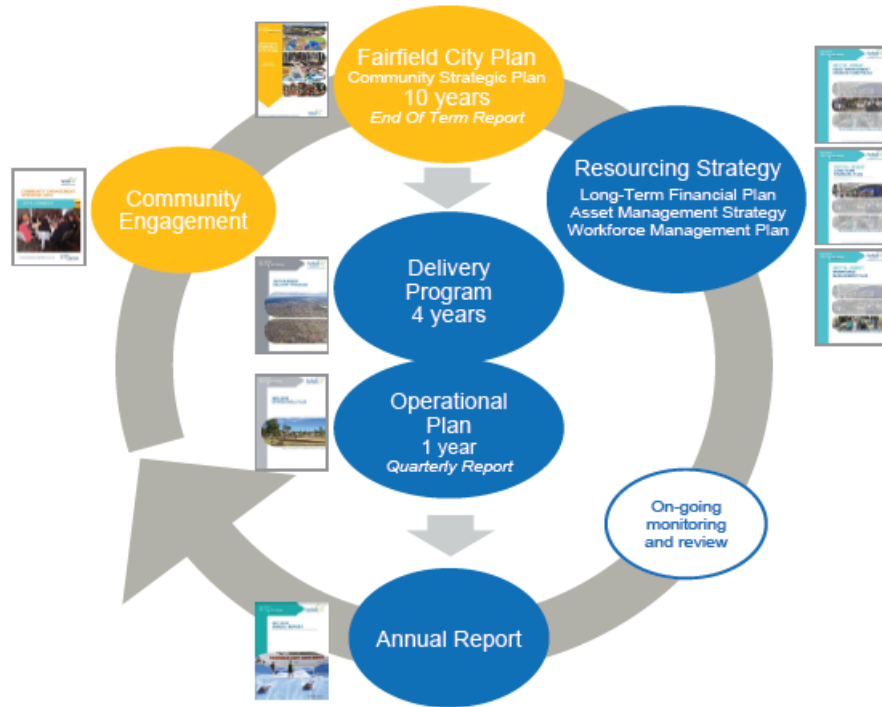 Fairfield City Plan
Community Strategic Plan
10 years
End Of Term Report
Resourcing Strategy
Long-Term Financial Plan
Asset Management Strategy
Workforce Management Plan
Community
Engagement
Delivery
Program
4 years
Operational
Plan
1 year
Quarterly Report
On-going
monitoring
and review
Annual Report